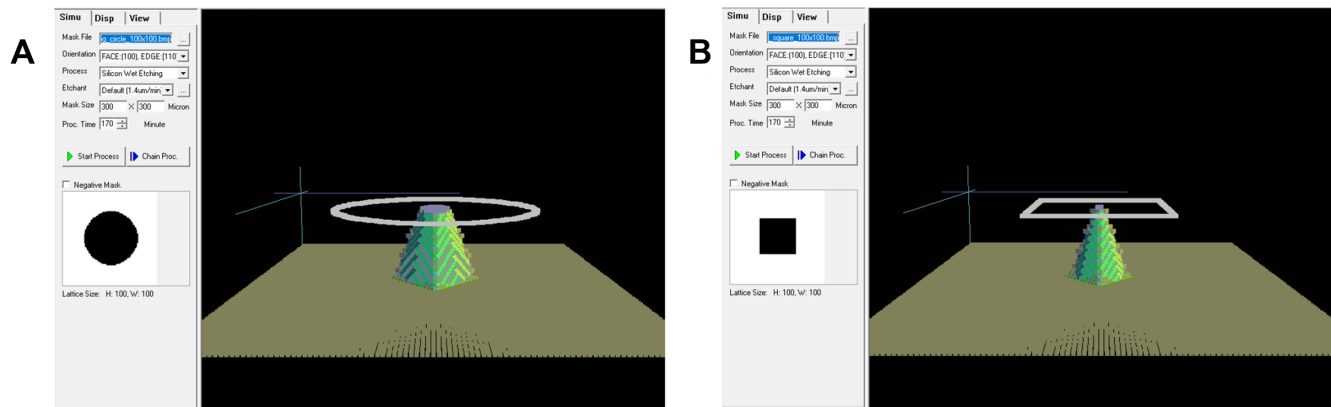 A
Simu Disp View
Mask File g_circle_100x100.bmp ...
Orientation FACE:(100), EDGE:(110)
Process Silicon Wet Etching
Etchant Default (1.4um/min) ...
Mask Size 300 X 300 Micron
Proc. Time 170 Minute
Start Process Chain Proc.
Negative Mask
Lattice Size: H: 100, W: 100
B
Simu Disp View
Mask File _square_100x100.bmp ...
Orientation FACE:(100), EDGE:(110)
Process Silicon Wet Etching
Etchant Default (1.4um/min) ...
Mask Size 300 X 300 Micron
Proc. Time 170 Minute
Start Process Chain Proc.
Negative Mask
Lattice Size: H: 100, W: 100